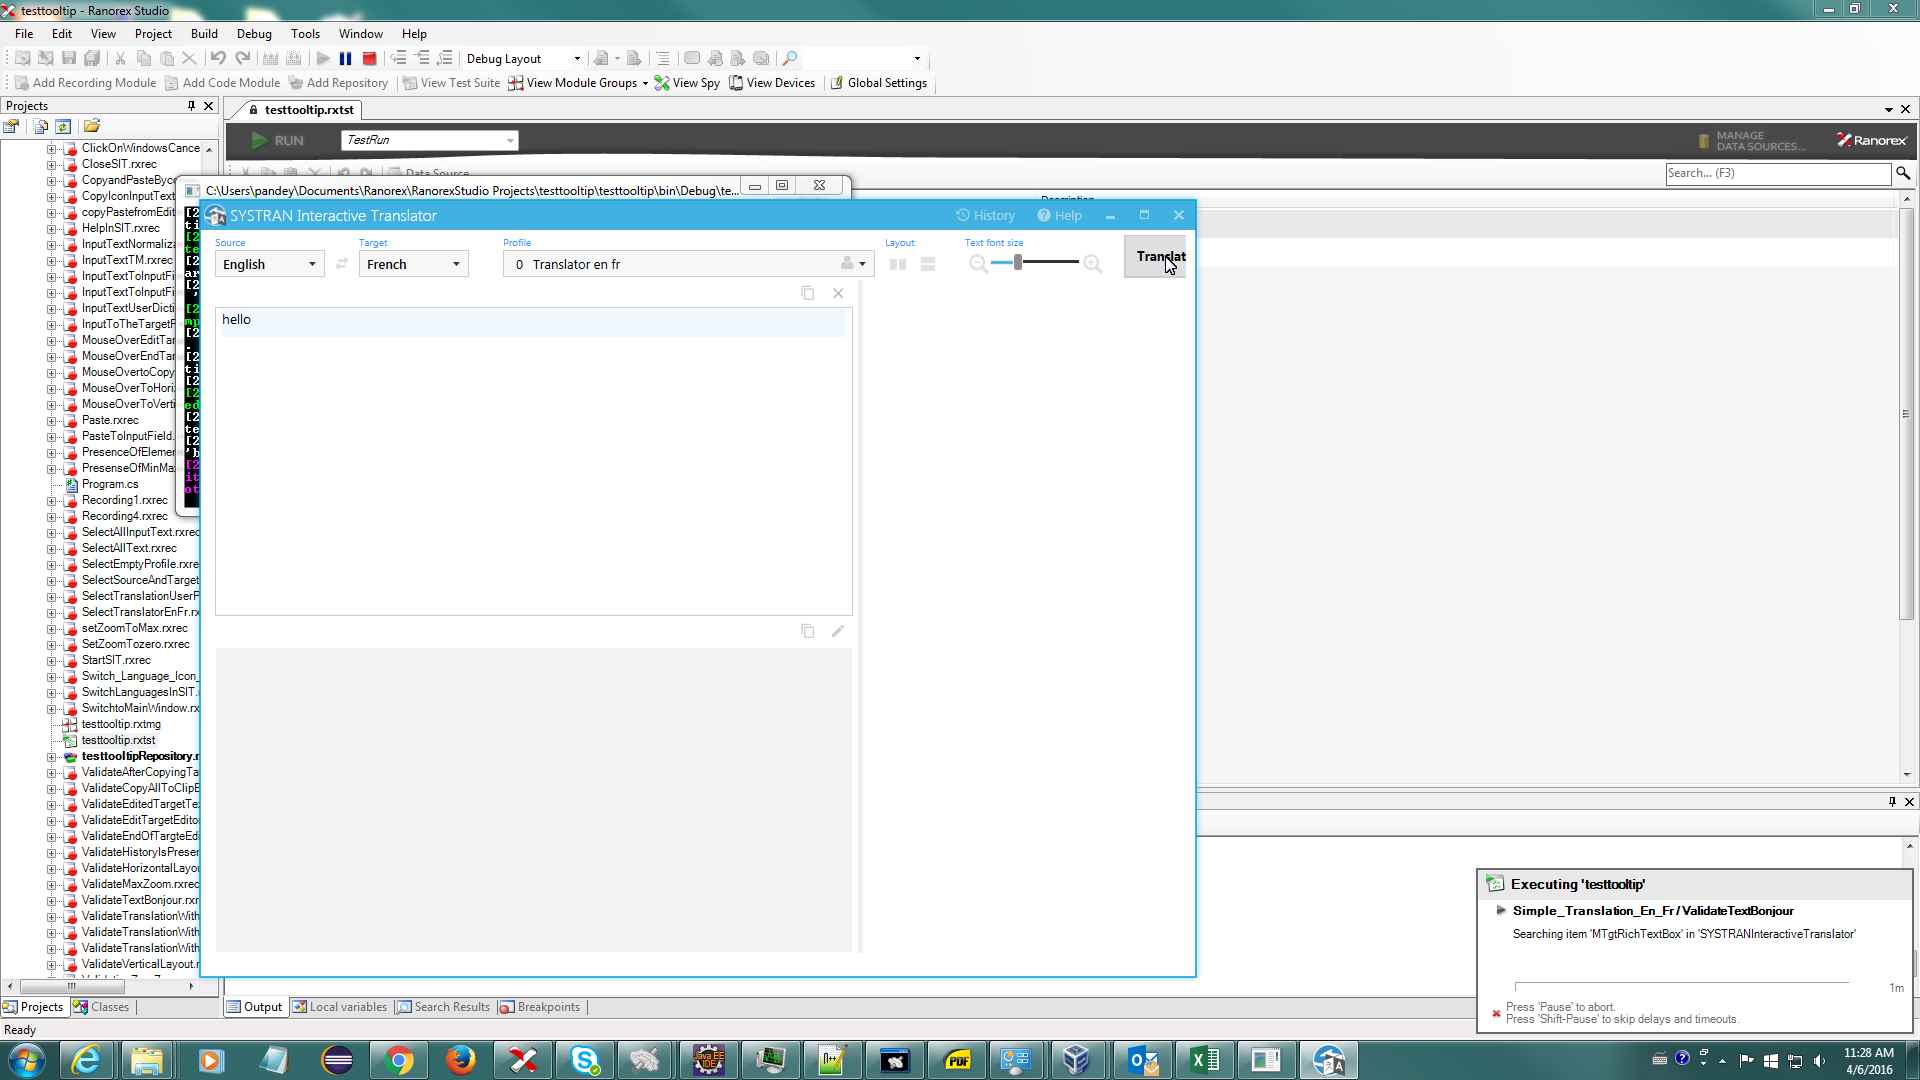 testtooltip - Ranorex Studio
File Edit View Project Build Debug Tools Window Help
Debug Layout
Add Recording Module Add Code Module Add Repository View Test Suite View Module Groups View Spy View Devices Global Settings
Projects
testtooltip.rxtst
RUN TestRun MANAGE DATA SOURCES... Ranorex
Data Source
Search... (F3)
ClickOnWindowsCance
CloseSIT.rxrec
CopyandPasteByco
CopyIconInputText
copyPastefromEdit
HelpInSIT.rxrec
InputTextNormaliza
InputTextTM.rxrec
InputTextToInputFi
InputTextToInputFi
InputTextUserDicti
InputToTheTargetF
MouseOverEditTar
MouseOverEndTar
MouseOvertoCopy
MouseOverToHori
MouseOverToVerti
Paste.rxrec
PasteToInputField.
PresenceOfElemer
PresenseOfMinMa
Program.cs
Recording1.rxrec
Recording4.rxrec
SelectAllInputText.rxrec
SelectAllText.rxrec
SelectEmptyProfile.rxre
SelectSourceAndTarget
SelectTranslationUserP
SelectTranslatorEnFr.rx
setZoomToMax.rxrec
SetZoomTozero.rxrec
StartSIT.rxrec
Switch_Language_Icon_
SwitchLanguagesInSIT.
SwitchtoMainWindow.rx
testtooltip.rxtmg
testtooltip.rxtst
testtooltipRepository.r
ValidateAfterCopyingTa
ValidateCopyAllToClipB
ValidateEditedTargetTe
ValidateEditTargetEdito
ValidateEndOfTargteEdi
ValidateHistoryIsPreser
ValidateHorizontalLayo
ValidateMaxZoom.rxrec
ValidateTextBonjour.rxr
ValidateTranslationWith
ValidateTranslationWith
ValidateTranslationWith
ValidateVerticalLayout.r
C:\Users\pandey\Documents\Ranorex\RanorexStudio Projects\testtooltip\testtooltip\bin\Debug\te...
SYSTRAN Interactive Translator History Help
Source Target Profile Layout Text font size
English French 0 Translator en fr Translat
hello
Executing 'testtooltip'
Simple_Translation_En_Fr / ValidateTextBonjour
Searching item 'MTgtRichTextBox' in 'SYSTRANInteractiveTranslator'
1m
Press 'Pause' to abort.
Press 'Shift-Pause' to skip delays and timeouts.
Projects Classes
Output Local variables Search Results Breakpoints
Ready
11:28 AM
4/6/2016